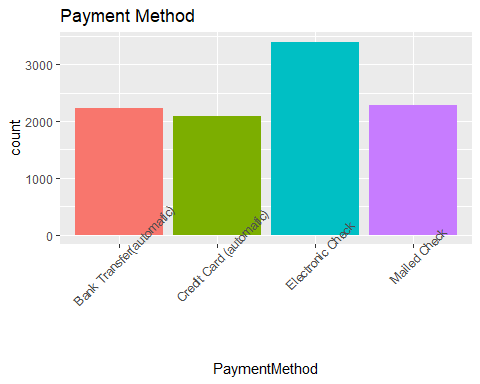 Payment Method
count
3000
2000
1000
0
Bank Transfer(automatic)
Credit Card (automatic)
Electronic Check
Mailed Check
PaymentMethod